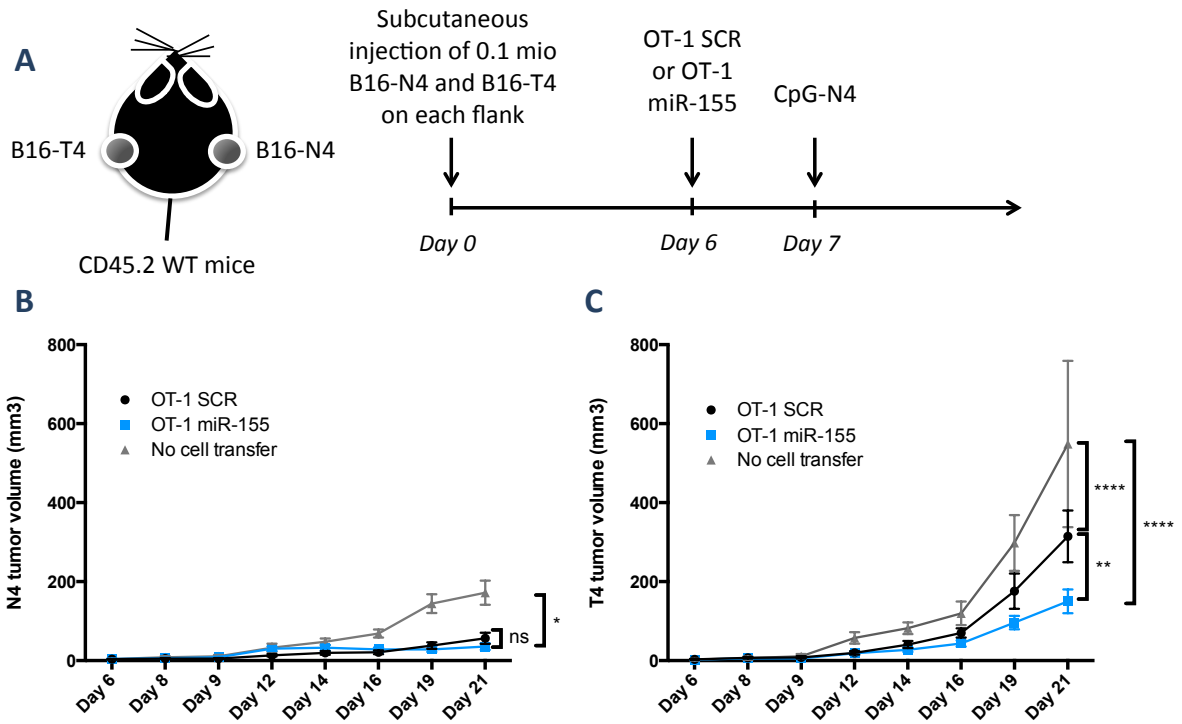 A
B16-T4
B16-N4
CD45.2 WT mice
Subcutaneous
injection of 0.1 mio
B16-N4 and B16-T4
on each flank
OT-1 SCR
or OT-1
miR-155
CpG-N4
Day 0
Day 6
Day 7
B
N4 tumor volume (mm3)
800
600
400
200
0
OT-1 SCR
OT-1 miR-155
No cell transfer
ns
*
Day 6
Day 8
Day 9
Day 12
Day 14
Day 16
Day 19
Day 21
C
T4 tumor volume (mm3)
800
600
400
200
0
OT-1 SCR
OT-1 miR-155
No cell transfer
****
**
****
Day 6
Day 8
Day 9
Day 12
Day 14
Day 16
Day 19
Day 21